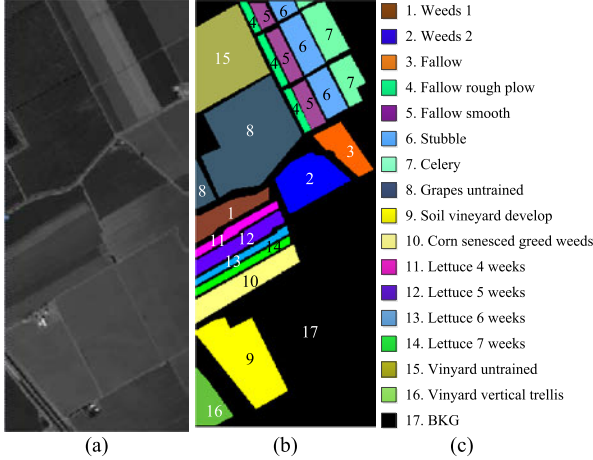 4
5
6
7
15
4
5
6
7
4
5
6
8
3
8
2
1
11
12
14
13
10
17
9
16
1. Weeds 1
2. Weeds 2
3. Fallow
4. Fallow rough plow
5. Fallow smooth
6. Stubble
7. Celery
8. Grapes untrained
9. Soil vineyard develop
10. Corn senesced greed weeds
11. Lettuce 4 weeks
12. Lettuce 5 weeks
13. Lettuce 6 weeks
14. Lettuce 7 weeks
15. Vinyard untrained
16. Vinyard vertical trellis
17. BKG
(a)
(b)
(c)